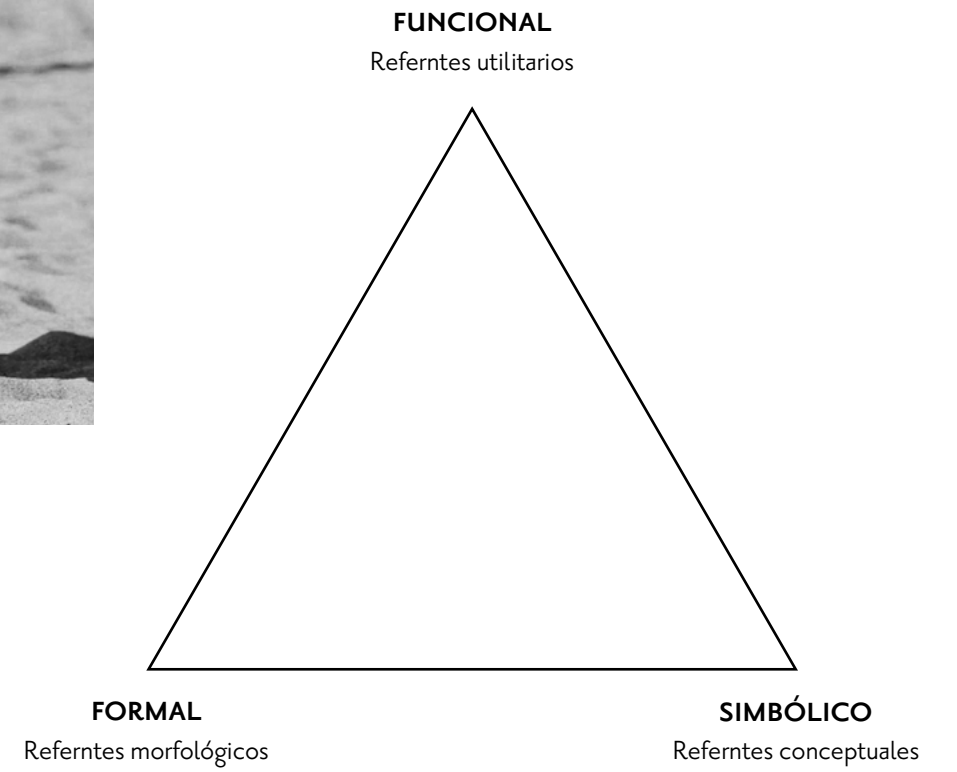 FUNCIONAL
Referntes utilitarios
FORMAL
Referntes morfológicos
SIMBÓLICO
Referntes conceptuales